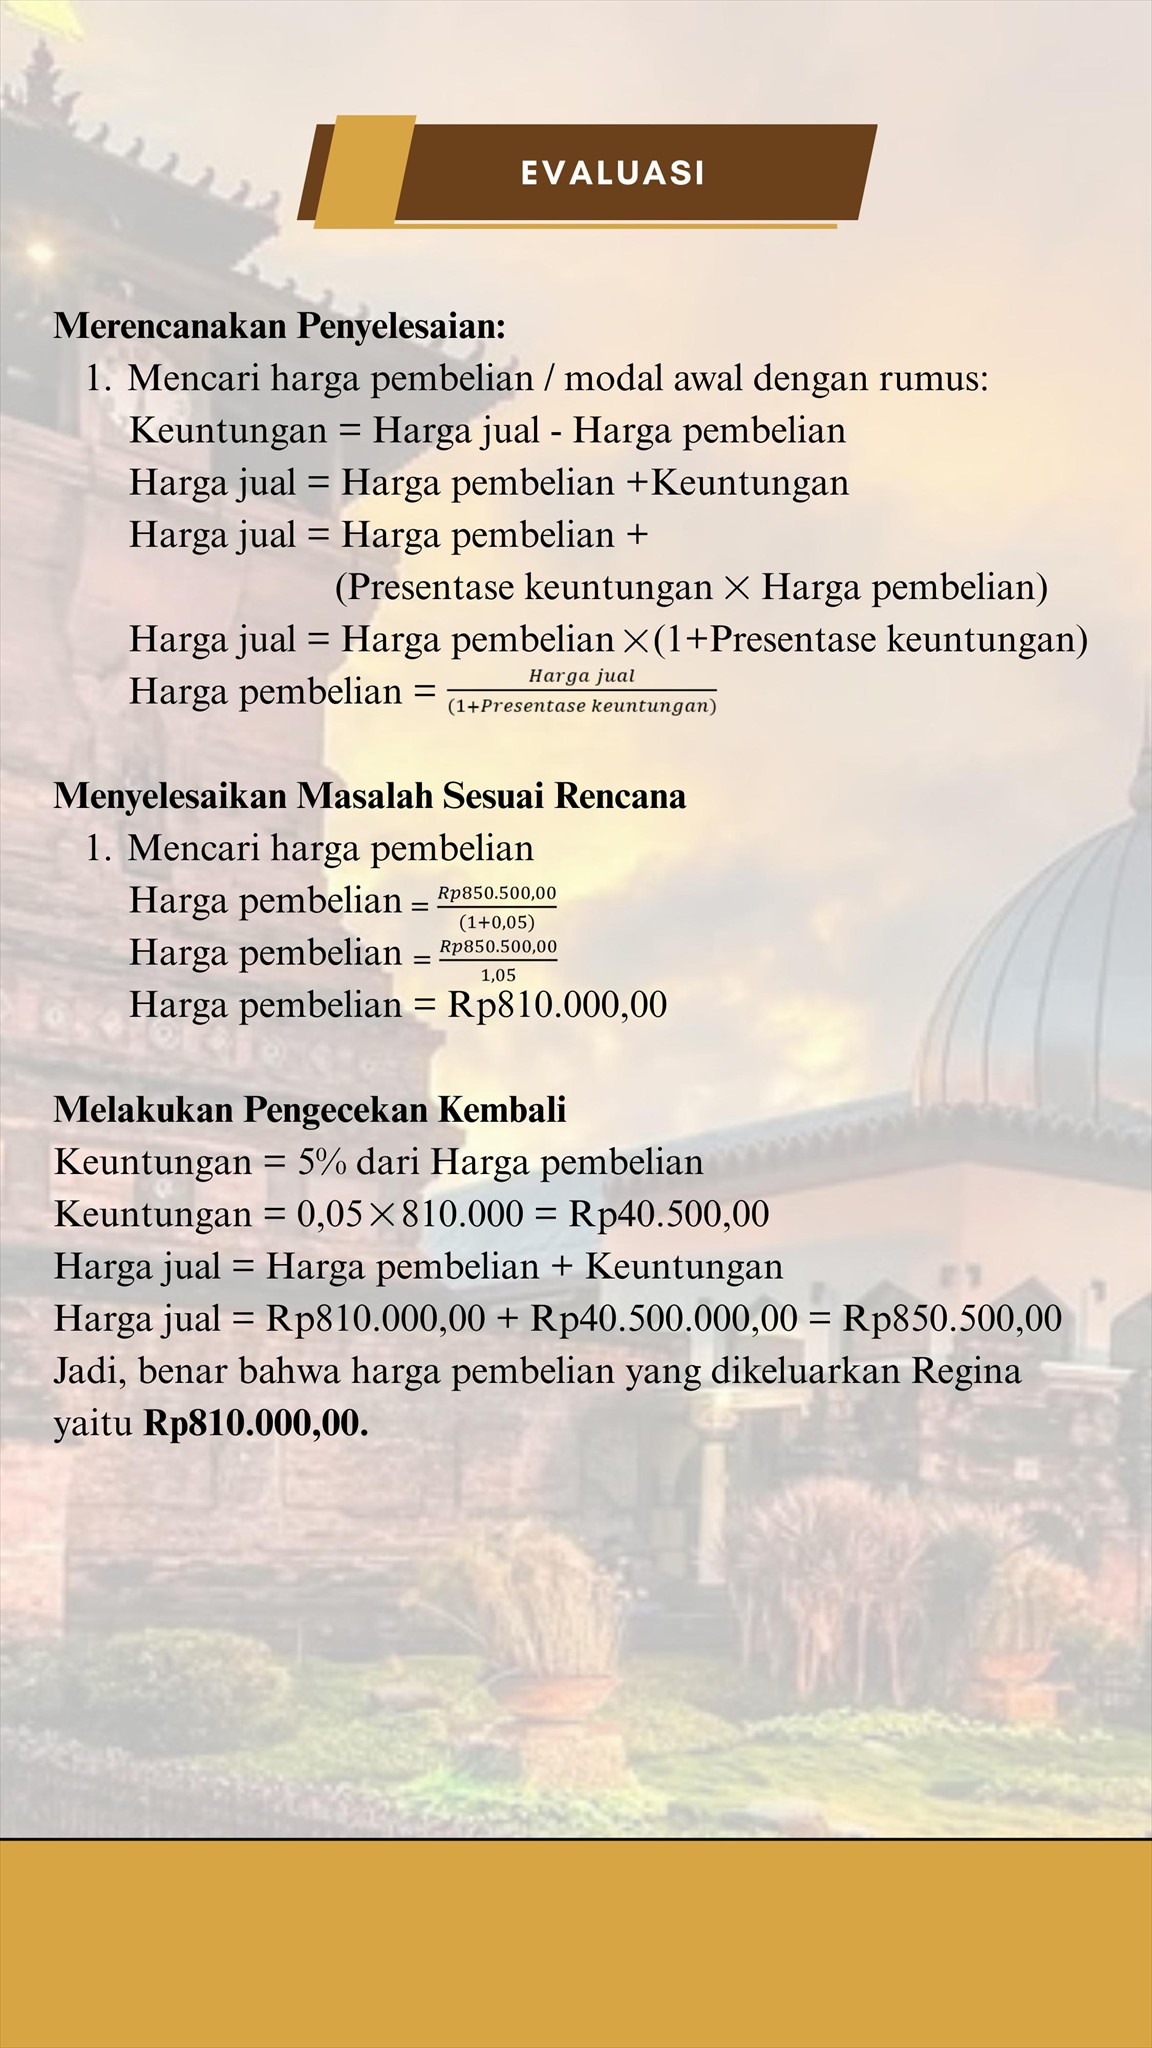 EVALUASI
Merencanakan Penyelesaian:
1. Mencari harga pembelian / modal awal dengan rumus:
Keuntungan = Harga jual - Harga pembelian
Harga jual = Harga pembelian +Keuntungan
Harga jual = Harga pembelian +
(Presentase keuntungan × Harga pembelian)
Harga jual = Harga pembelian ×(1+Presentase keuntungan)
Harga pembelian = Harga jual / (1+Presentase keuntungan)
Menyelesaikan Masalah Sesuai Rencana
1. Mencari harga pembelian
Harga pembelian = Rp850.500,00 / (1+0,05)
Harga pembelian = Rp850.500,00 / 1,05
Harga pembelian = Rp810.000,00
Melakukan Pengecekan Kembali
Keuntungan = 5% dari Harga pembelian
Keuntungan = 0,05×810.000 = Rp40.500,00
Harga jual = Harga pembelian + Keuntungan
Harga jual = Rp810.000,00 + Rp40.500.000,00 = Rp850.500,00
Jadi, benar bahwa harga pembelian yang dikeluarkan Regina
yaitu Rp810.000,00.